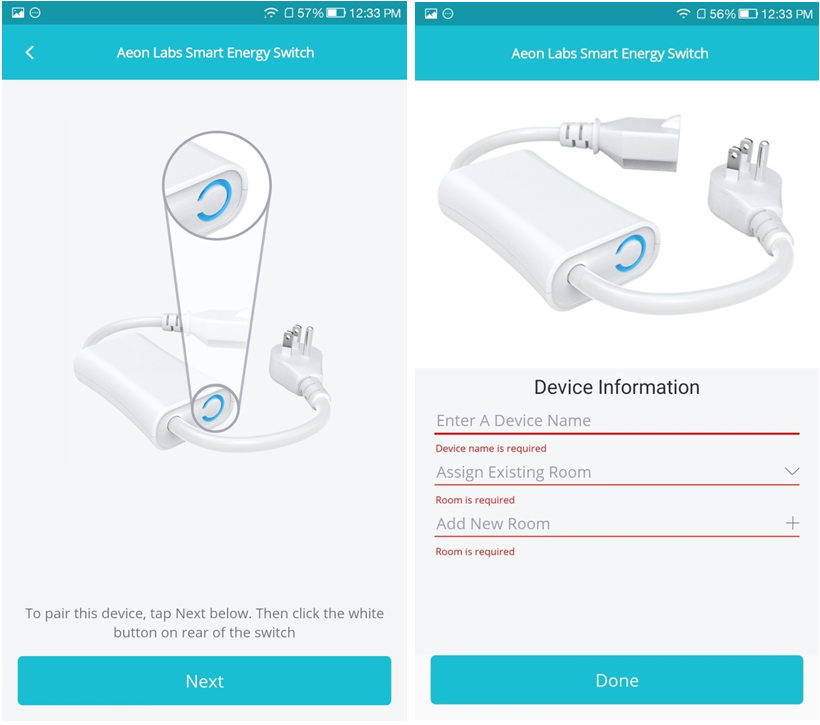 57% 12:33 PM
Aeon Labs Smart Energy Switch
To pair this device, tap Next below. Then click the white
button on rear of the switch
Next
56% 12:33 PM
Aeon Labs Smart Energy Switch
Device Information
Enter A Device Name
Device name is required
Assign Existing Room
Room is required
Add New Room
Room is required
Done